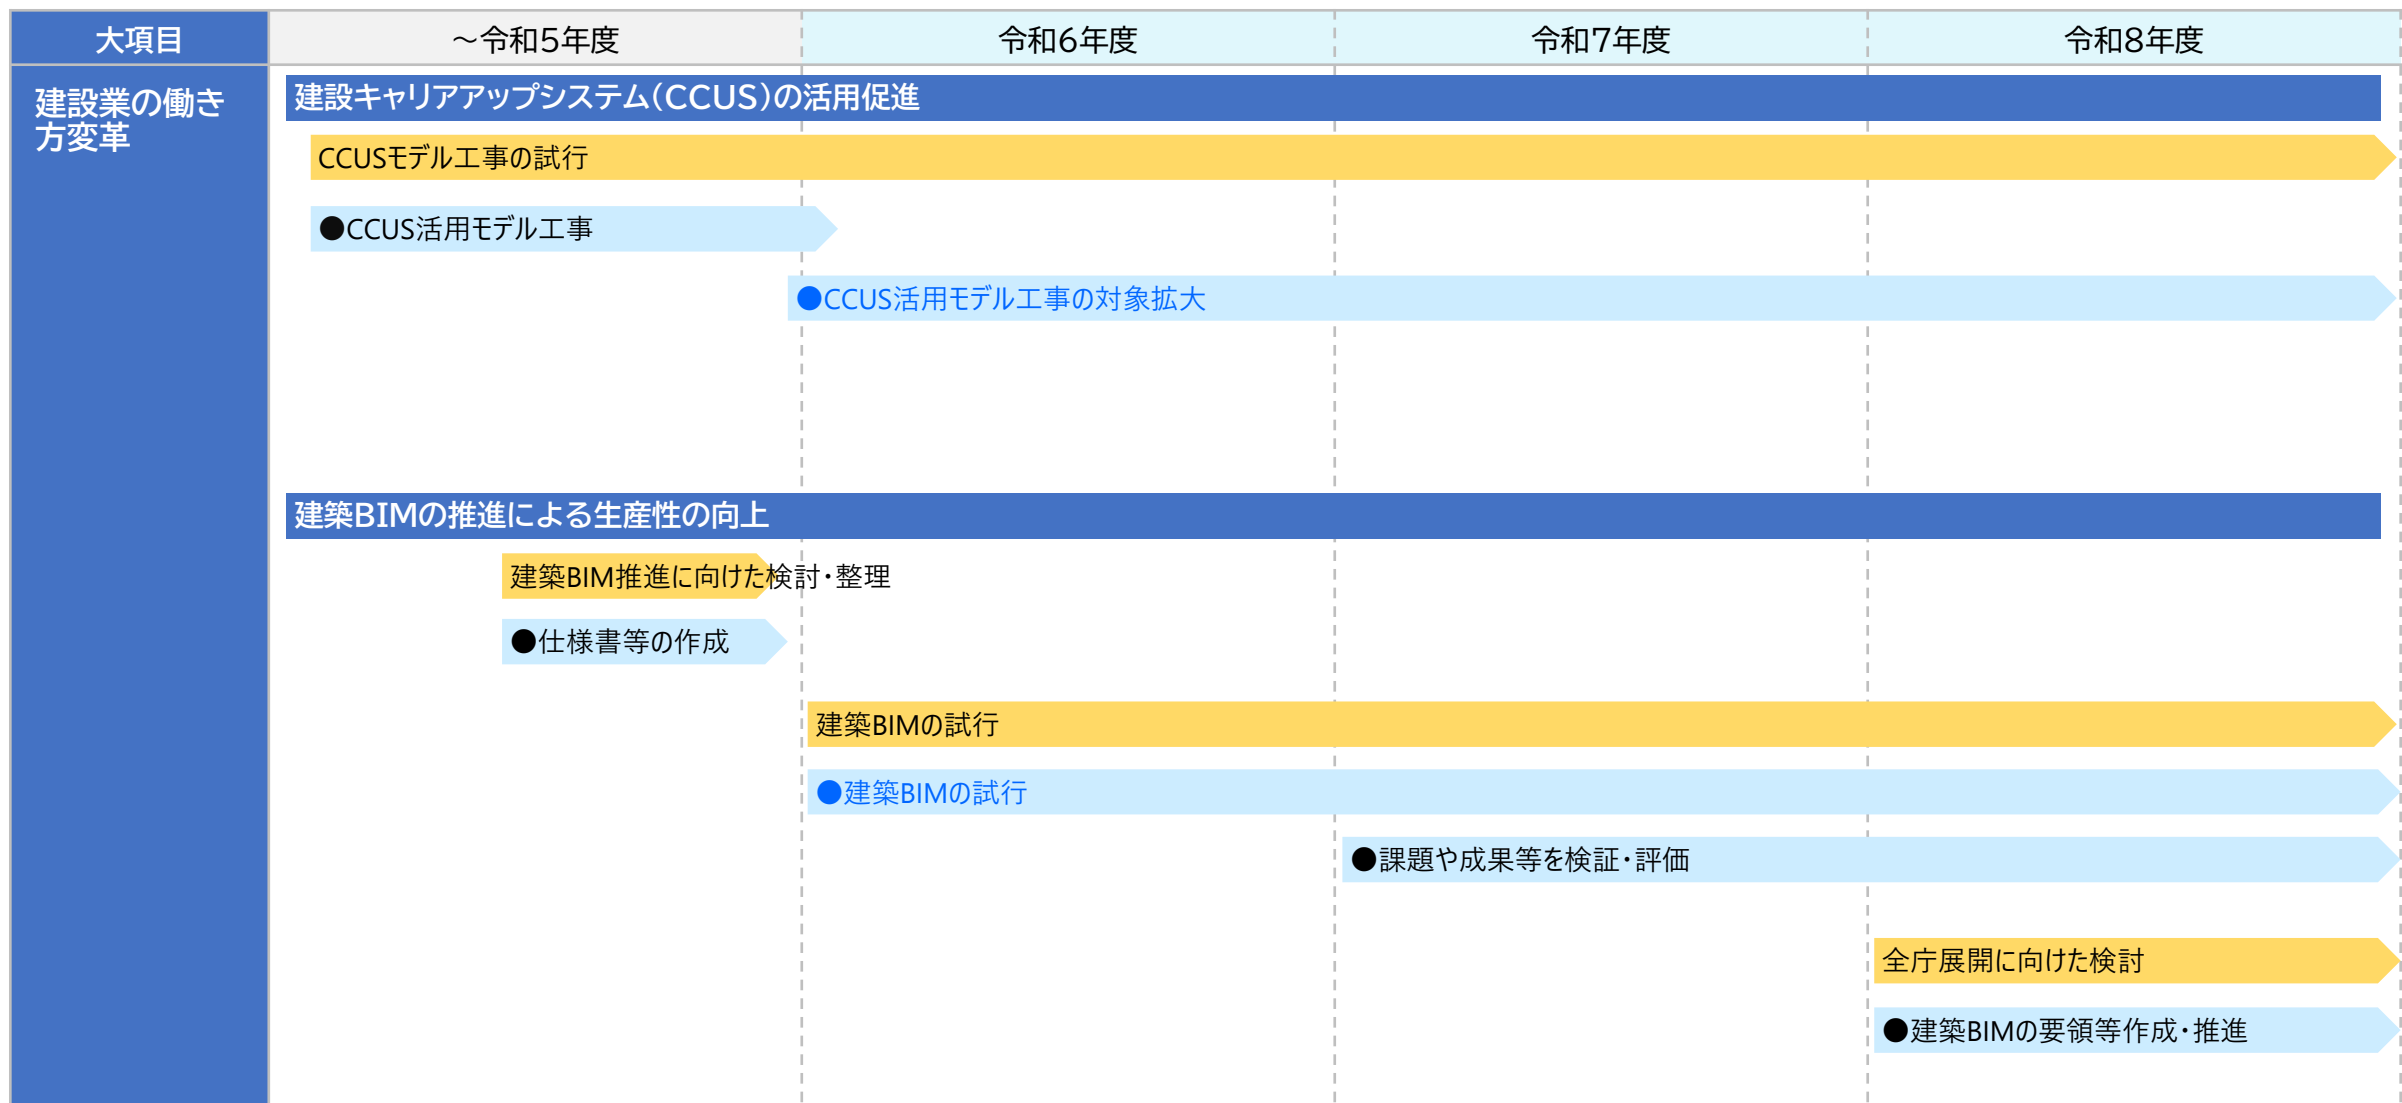 大項目
~令和5年度
令和6年度
令和7年度
令和8年度
建設業の働き
方変革
建設キャリアアップシステム(CCUS)の活用促進
CCUSモデル工事の試行
●CCUS活用モデル工事
●CCUS活用モデル工事の対象拡大
建築BIMの推進による生産性の向上
建築BIM推進に向けた検討・整理
●仕様書等の作成
建築BIMの試行
●建築BIMの試行
●課題や成果等を検証・評価
全庁展開に向けた検討
●建築BIMの要領等作成・推進